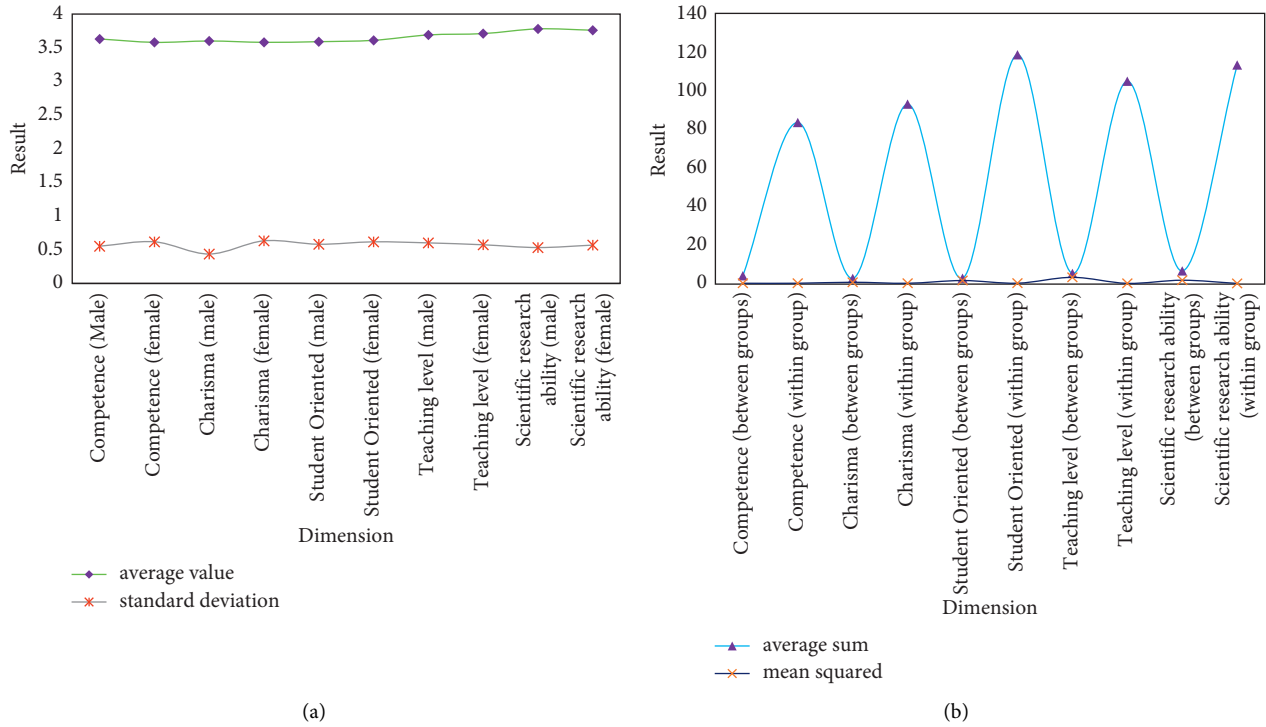 4
3.5
3
2.5
2
1.5
1
0.5
0
Result
Competence (Male)
Competence (female)
Charisma (male)
Charisma (female)
Student Oriented (male)
Student Oriented (female)
Teaching level (male)
Teaching level (female)
Scientific research
ability (male)
Scientific research
ability (female)
Dimension
average value
standard deviation
(a)
140
120
100
80
60
40
20
0
Result
Competence (between groups)
Competence (within group)
Charisma (between groups)
Charisma (within group)
Student Oriented (between groups)
Student Oriented (within group)
Teaching level (between groups)
Teaching level (within group)
Scientific research ability
(between groups)
Scientific research ability
(within group)
Dimension
average sum
mean squared
(b)